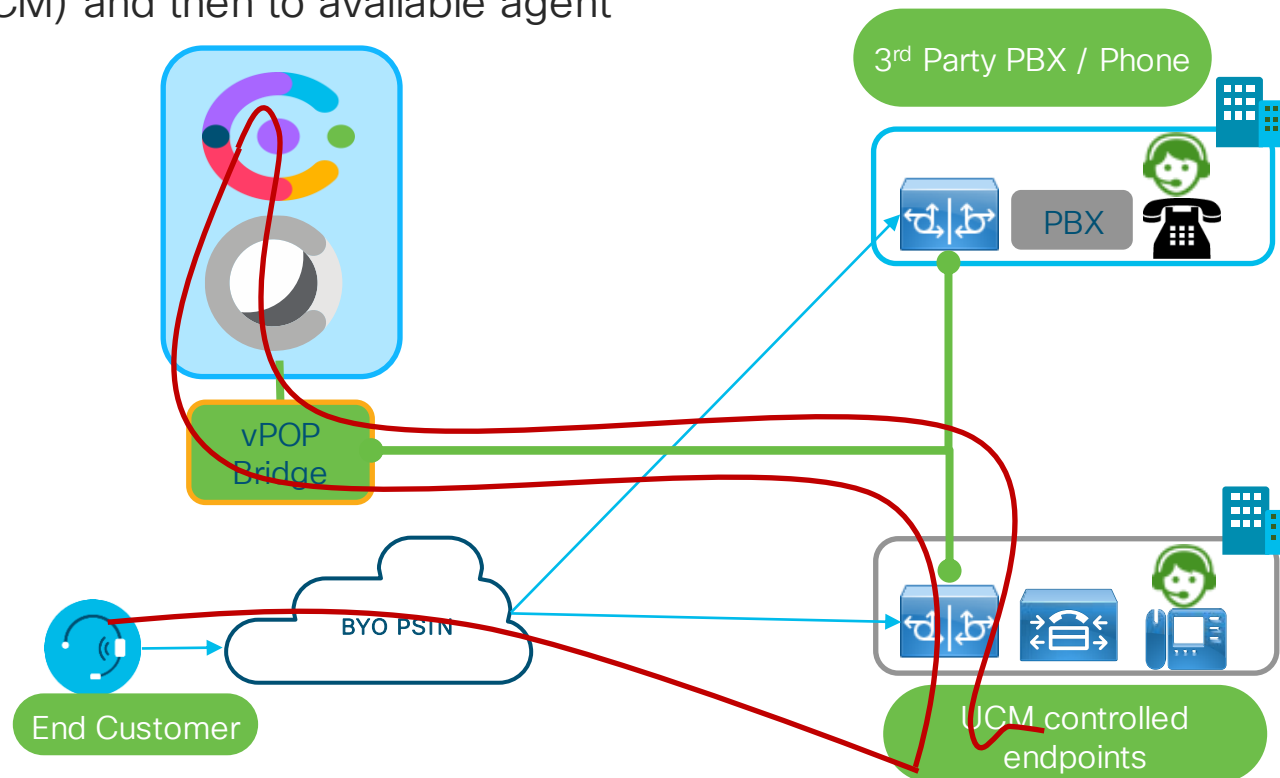 CM) and then to available agent
3rd Party PBX / Phone
PBX
vPOP
Bridge
BYO PSTN
End Customer
UCM controlled
endpoints